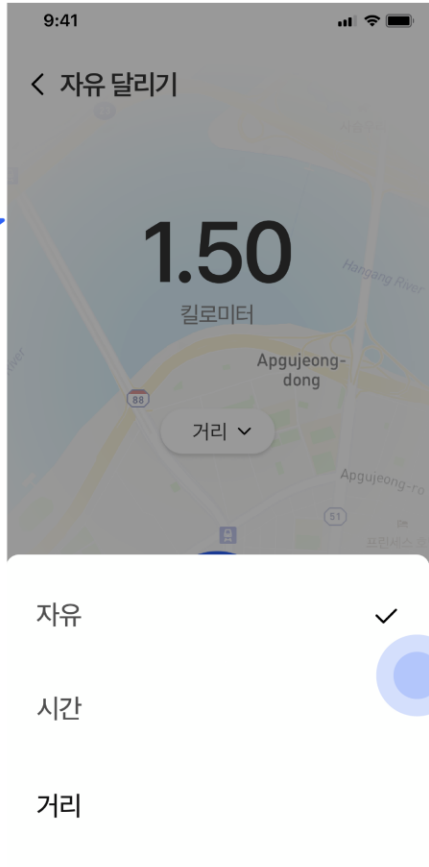 9:41
자유 달리기
1.50
킬로미터
Hangang River
Apgujeong-
dong
88
거리
Apgujeong-ro
51
자유
시간
거리